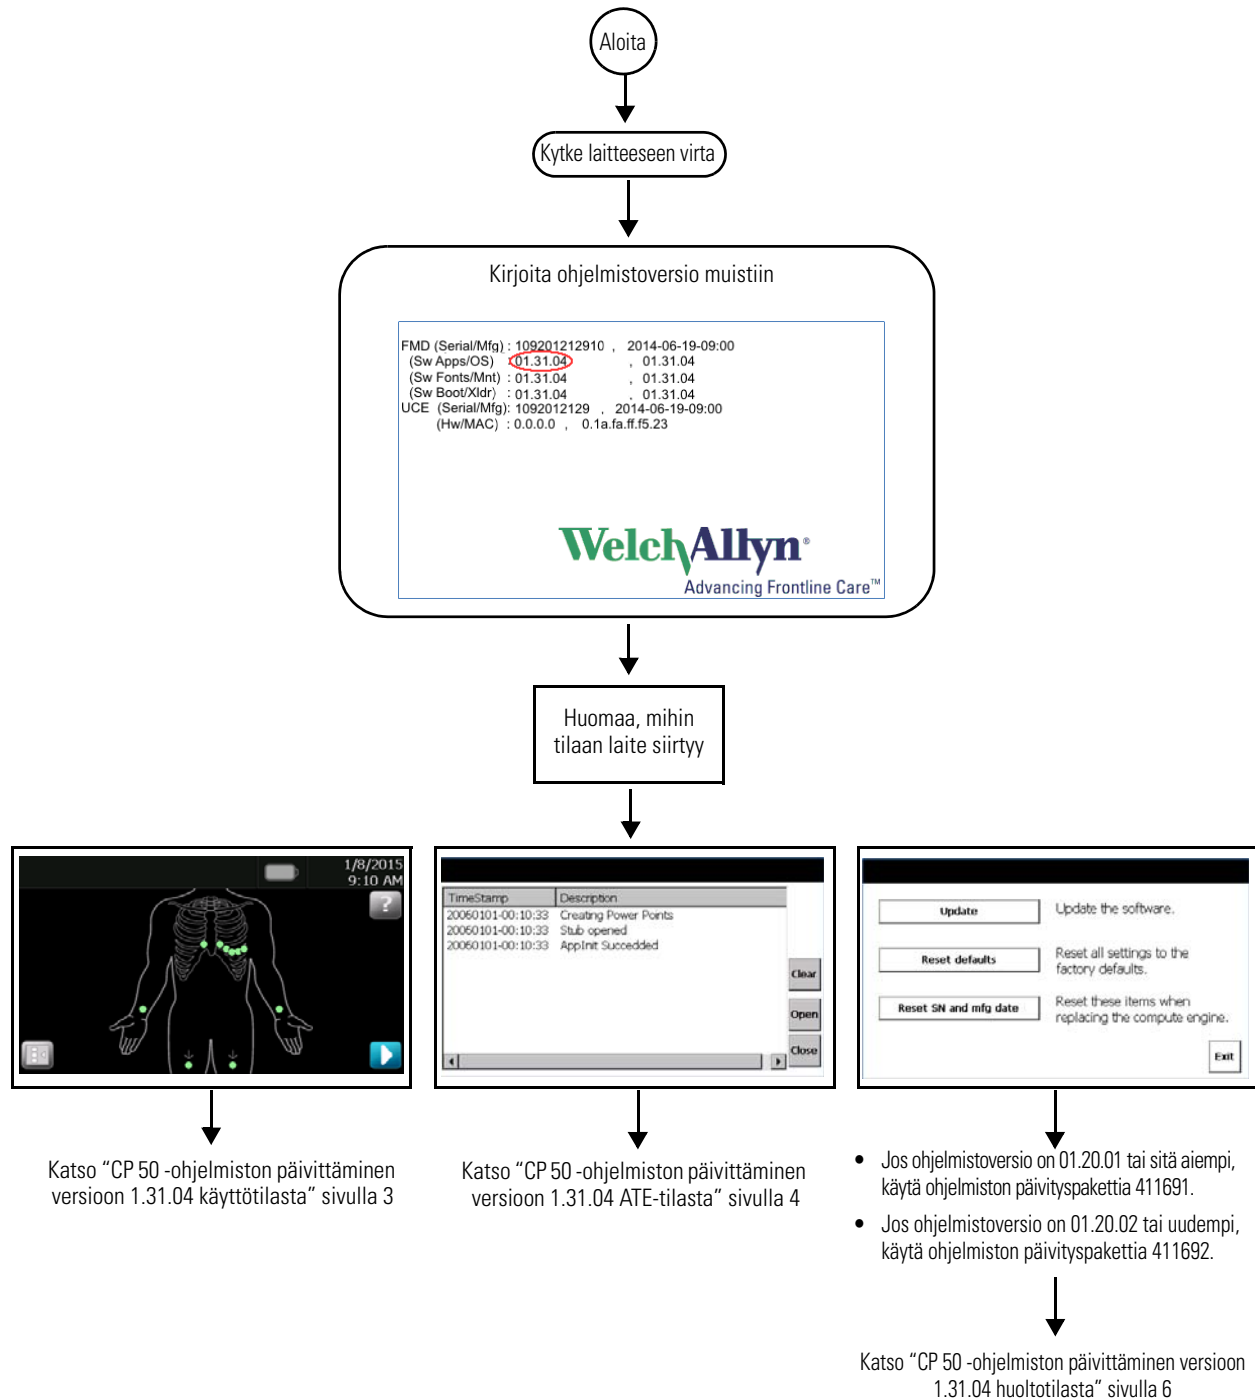 Aloita
Kytke laitteeseen virta
Kirjoita ohjelmistoversio muistiin
FMD (Serial/Mfg) : 109201212910 , 2014-06-19-09:00
(Sw Apps/OS) : 01.31.04 , 01.31.04
(Sw Fonts/Mnt) : 01.31.04 , 01.31.04
(Sw Boot/Xldr) : 01.31.04 , 01.31.04
UCE (Serial/Mfg): 1092012129 , 2014-06-19-09:00
(Hw/MAC) : 0.0.0.0 , 0.1a.fa.ff.f5.23
WelchAllyn®
Advancing Frontline Care™
Huomaa, mihin
tilaan laite siirtyy
1/8/2015
9:10 AM
?
TimeStamp Description
20060101-00:10:33 Creating Power Points
20060101-00:10:33 Stub opened
20060101-00:10:33 AppInit Succedded
Clear
Open
Close
Update Update the software.
Reset defaults Reset all settings to the
factory defaults.
Reset SN and mfg date Reset these items when
replacing the compute engine.
Exit
Katso “CP 50 -ohjelmiston päivittäminen
versioon 1.31.04 käyttötilasta” sivulla 3
Katso “CP 50 -ohjelmiston päivittäminen
versioon 1.31.04 ATE-tilasta” sivulla 4
• Jos ohjelmistoversio on 01.20.01 tai sitä aiempi,
käytä ohjelmiston päivityspakettia 411691.
• Jos ohjelmistoversio on 01.20.02 tai uudempi,
käytä ohjelmiston päivityspakettia 411692.
Katso “CP 50 -ohjelmiston päivittäminen versioon
1.31.04 huoltotilasta” sivulla 6